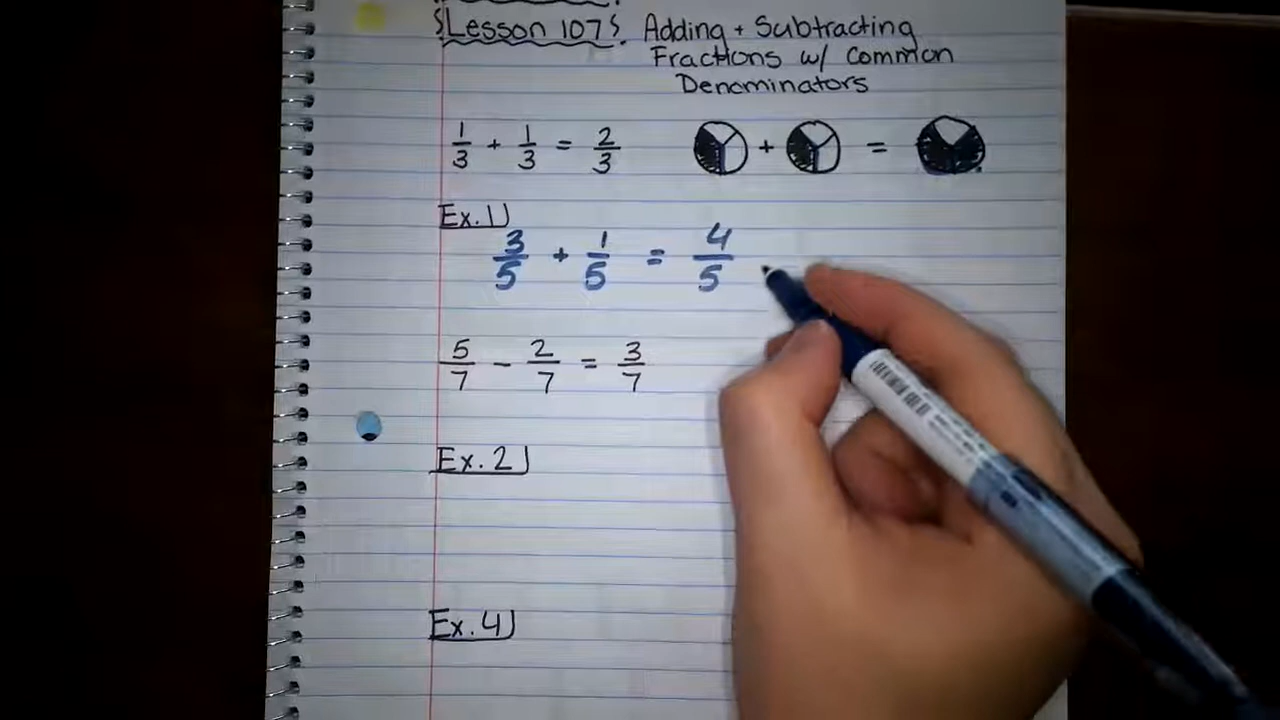 Lesson 107. Adding + Subtracting
Fractions w/ Common
Denominators
1/3 + 1/3 = 2/3 + =
Ex. 1
3/5 + 1/5 = 4/5
5/7 - 2/7 = 3/7
Ex. 2
Ex. 4